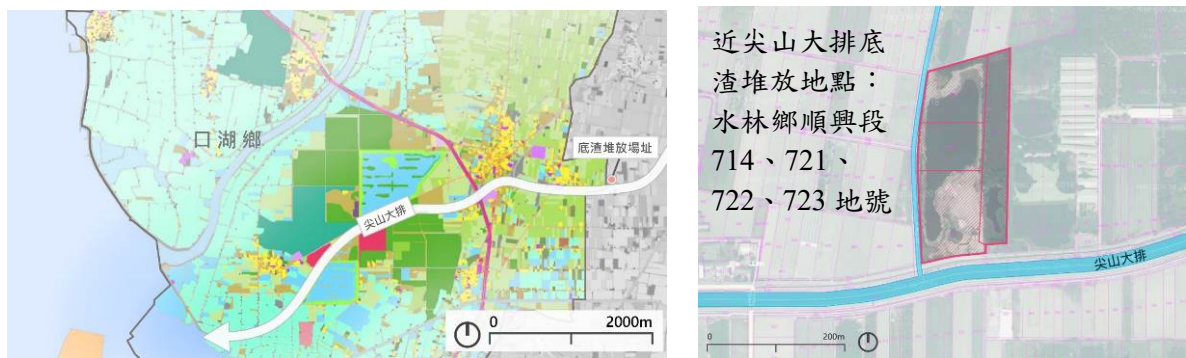 口湖鄉
底渣堆放場址
尖山大排
0 2000m
近尖山大排底
渣堆放地點：
水林鄉順興段
714、721、
722、723 地號
尖山大排
0 200m